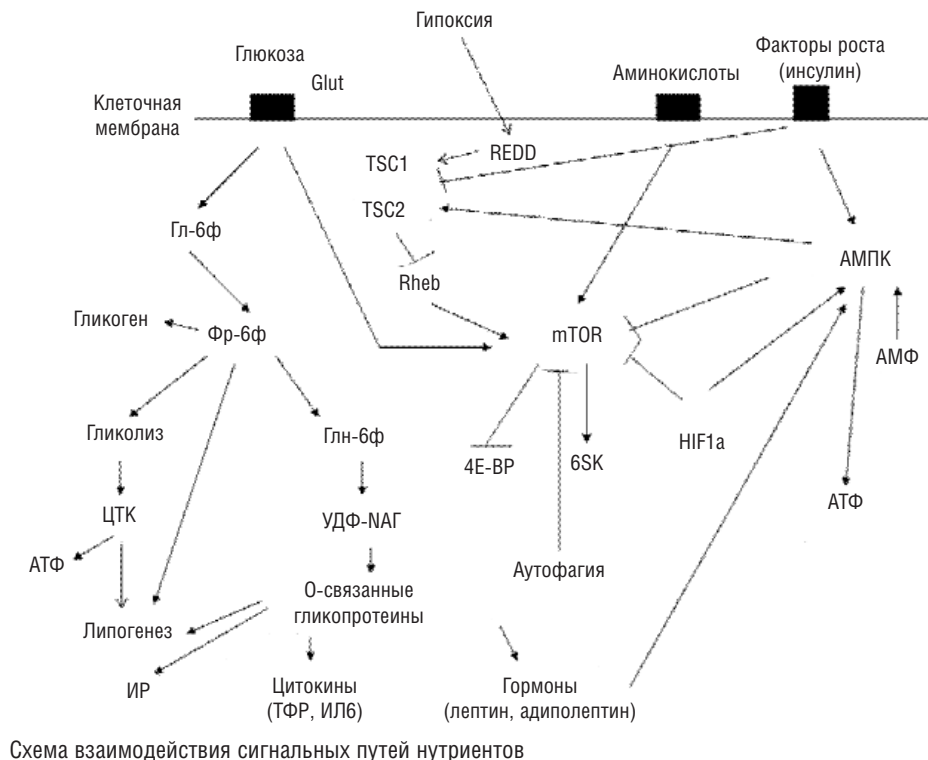 Гипоксия
Глюкоза
Glut
Аминокислоты
Факторы роста
(инсулин)
Клеточная
мембрана
TSC1
REDD
TSC2
Гл-6ф
Rheb
АМПК
Гликоген
Фр-6ф
mTOR
АМФ
Гликолиз
Глн-6ф
4E-BP
6SK
HIF1a
ЦТК
УДФ-NАГ
АТФ
АТФ
Аутофагия
О-связанные
гликопротеины
Липогенез
ИР
Цитокины
(ТФР, ИЛ6)
Гормоны
(лептин, адиполептин)
Схема взаимодействия сигнальных путей нутриентов